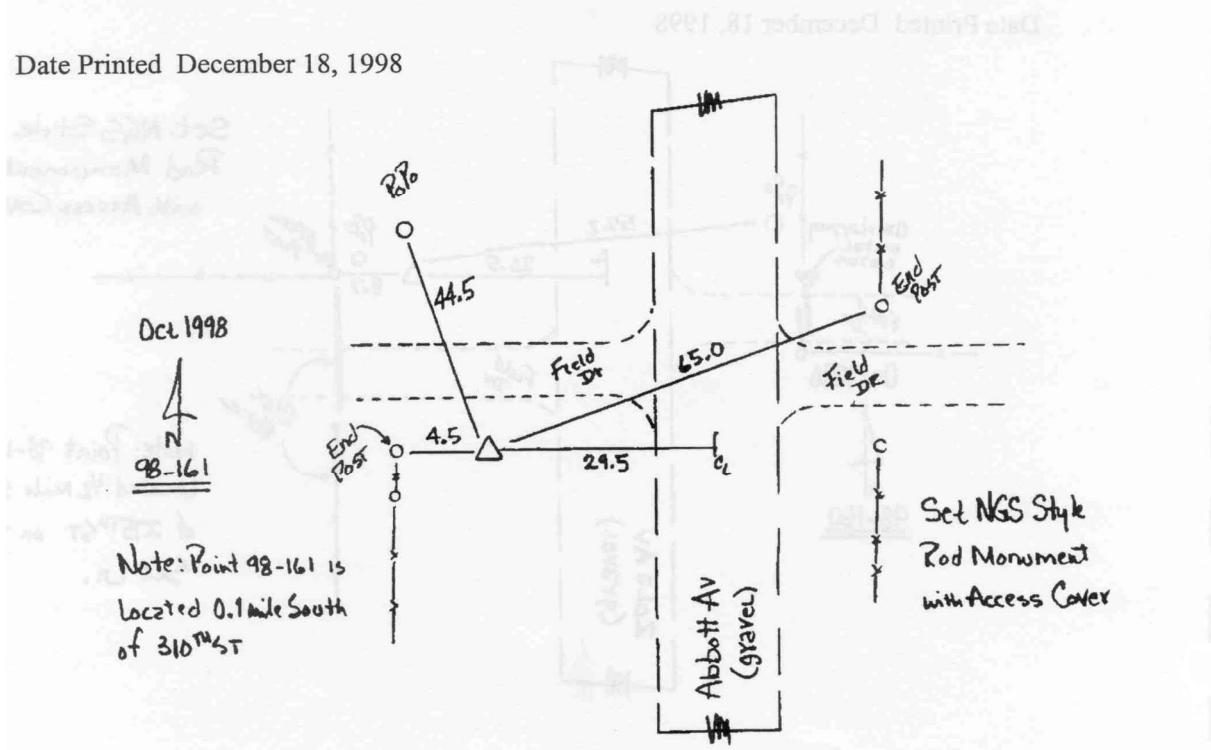 Date Printed December 18, 1998
PoPo
44.5
Oct 1998
N
98-161
End
Post
4.5
29.5
CL
65.0
Field
Dr
Field
DR
End
Post
Note: Point 98-161 is
Located 0.1 mile South
of 310TH ST
Abbott Av
(gravel)
Set NGS Style
Rod Monument
with Access Cover